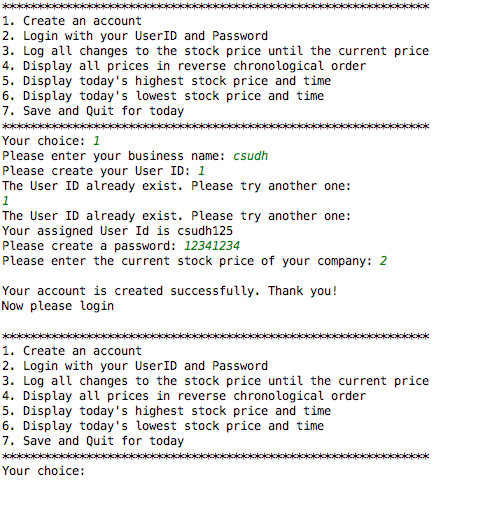 ************************************************************
1. Create an account
2. Login with your UserID and Password
3. Log all changes to the stock price until the current price
4. Display all prices in reverse chronological order
5. Display today's highest stock price and time
6. Display today's lowest stock price and time
7. Save and Quit for today
************************************************************
Your choice: 1
Please enter your business name: csudh
Please create your User ID: 1
The User ID already exist. Please try another one:
1
The User ID already exist. Please try another one:
Your assigned User Id is csudh125
Please create a password: 12341234
Please enter the current stock price of your company: 2
Your account is created successfully. Thank you!
Now please login
************************************************************
1. Create an account
2. Login with your UserID and Password
3. Log all changes to the stock price until the current price
4. Display all prices in reverse chronological order
5. Display today's highest stock price and time
6. Display today's lowest stock price and time
7. Save and Quit for today
************************************************************
Your choice: